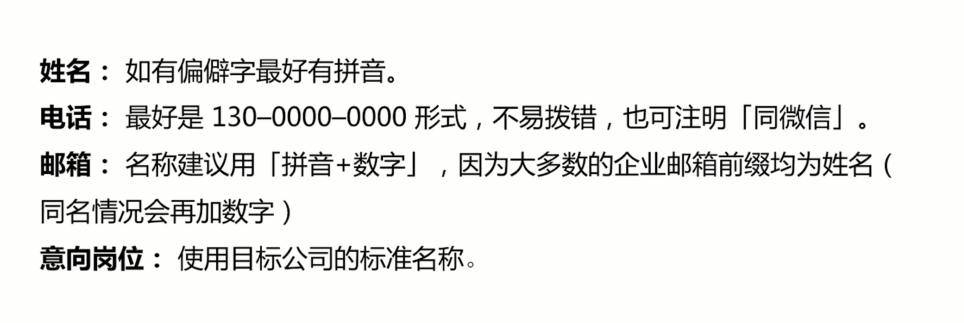 姓名： 如有偏僻字最好有拼音。
电话： 最好是 130–0000–0000 形式，不易拨错，也可注明「同微信」。
邮箱： 名称建议用「拼音+数字」，因为大多数的企业邮箱前缀均为姓名（
同名情况会再加数字）
意向岗位： 使用目标公司的标准名称。